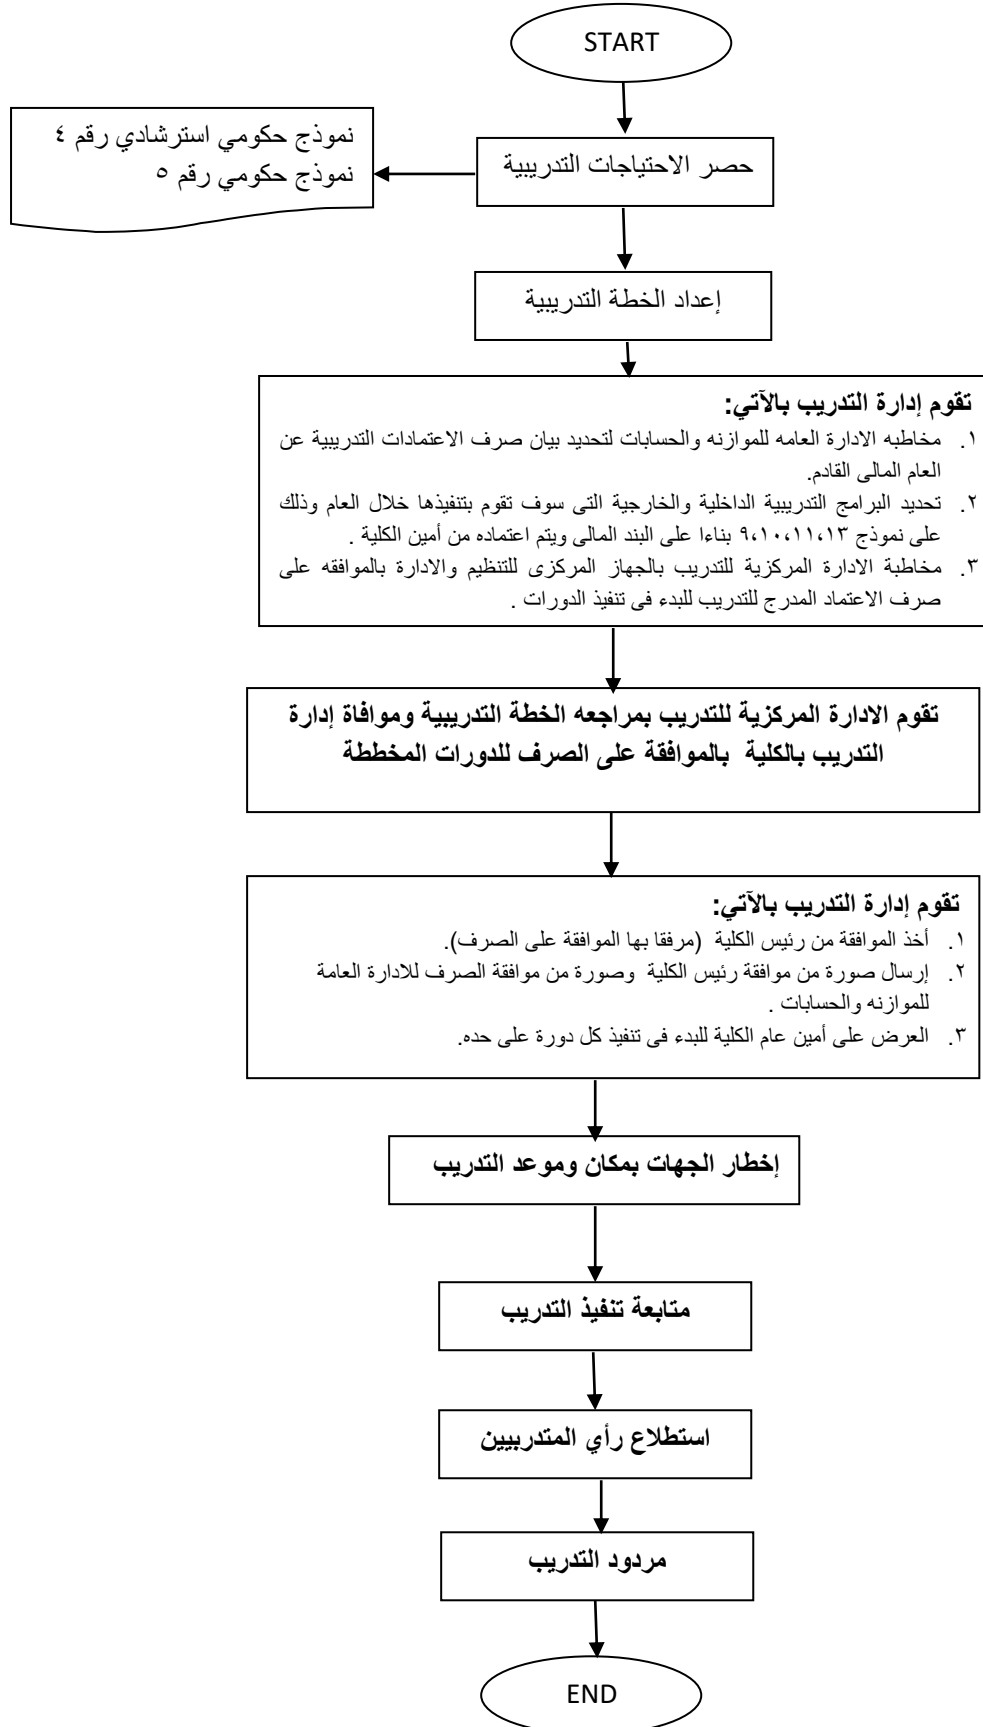 START
حصر الاحتياجات التدريبية
نموذج حكومي استرشادي رقم ٤
نموذج حكومي رقم ٥
إعداد الخطة التدريبية
تقوم إدارة التدريب بالآتي:
١. مخاطبه الادارة العامه للموازنه والحسابات لتحديد بيان صرف الاعتمادات التدريبية عن
العام المالى القادم.
٢. تحديد البرامج التدريبية الداخلية والخارجية التى سوف تقوم بتنفيذها خلال العام وذلك
على نموذج ٩،١٠،١١،١٣ بناءا على البند المالى ويتم اعتماده من أمين الكلية .
٣. مخاطبة الادارة المركزية للتدريب بالجهاز المركزى للتنظيم والادارة بالموافقه على
صرف الاعتماد المدرج للتدريب للبدء فى تنفيذ الدورات .
تقوم الادارة المركزية للتدريب بمراجعه الخطة التدريبية وموافاة إدارة
التدريب بالكلية بالموافقة على الصرف للدورات المخططة
تقوم إدارة التدريب بالآتي:
١. أخذ الموافقة من رئيس الكلية (مرفقا بها الموافقة على الصرف).
٢. إرسال صورة من موافقة رئيس الكلية وصورة من موافقة الصرف للادارة العامة
للموازنه والحسابات .
٣. العرض على أمين عام الكلية للبدء فى تنفيذ كل دورة على حده.
إخطار الجهات بمكان وموعد التدريب
متابعة تنفيذ التدريب
استطلاع رأي المتدربيين
مردود التدريب
END